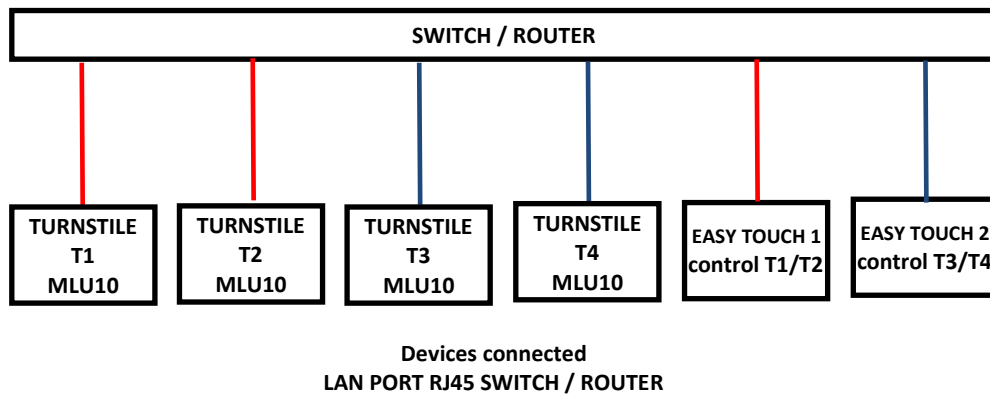 SWITCH / ROUTER
TURNSTILE
T1
MLU10
TURNSTILE
T2
MLU10
TURNSTILE
T3
MLU10
TURNSTILE
T4
MLU10
EASY TOUCH 1
control T1/T2
EASY TOUCH 2
control T3/T4
Devices connected
LAN PORT RJ45 SWITCH / ROUTER